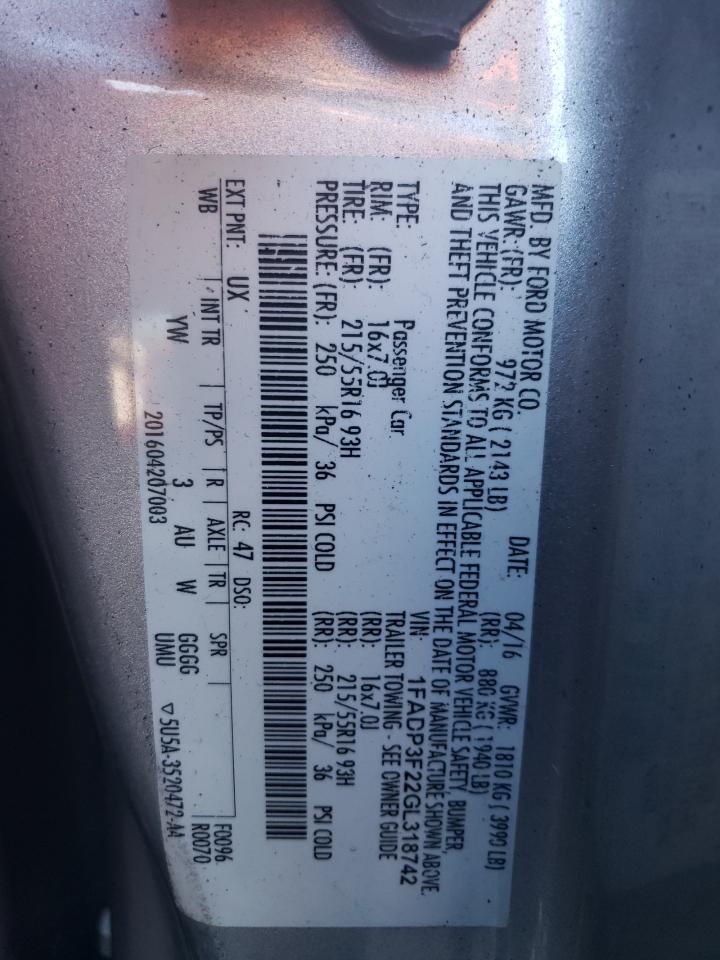 MFD. BY FORD MOTOR CO.
DATE: 04/16 GVWR: 1810 KG ( 3990 LB)
GAWR: (FR): 972 KG ( 2143 LB) (RR): 880 KG ( 1940 LB)
THIS VEHICLE CONFORMS TO ALL APPLICABLE FEDERAL MOTOR VEHICLE SAFETY, BUMPER,
AND THEFT PREVENTION STANDARDS IN EFFECT ON THE DATE OF MANUFACTURE SHOWN ABOVE.
VIN: 1FADP3F22GL318742
TYPE: Passenger Car TRAILER TOWING - SEE OWNER GUIDE
RIM: (FR): 16x7.0J (RR): 16x7.0J
TIRE: (FR): 215/55R16 93H (RR): 215/55R16 93H
PRESSURE: (FR): 250 kPa/ 36 PSI COLD (RR): 250 kPa/ 36 PSI COLD
EXT PNT: UX RC: 47 DSO: F0096
WB INT TR TP/PS R AXLE TR SPR R0070
YW 3 AU W GGGG
UMU
201604207003 ▽5U5A-3520472-AA